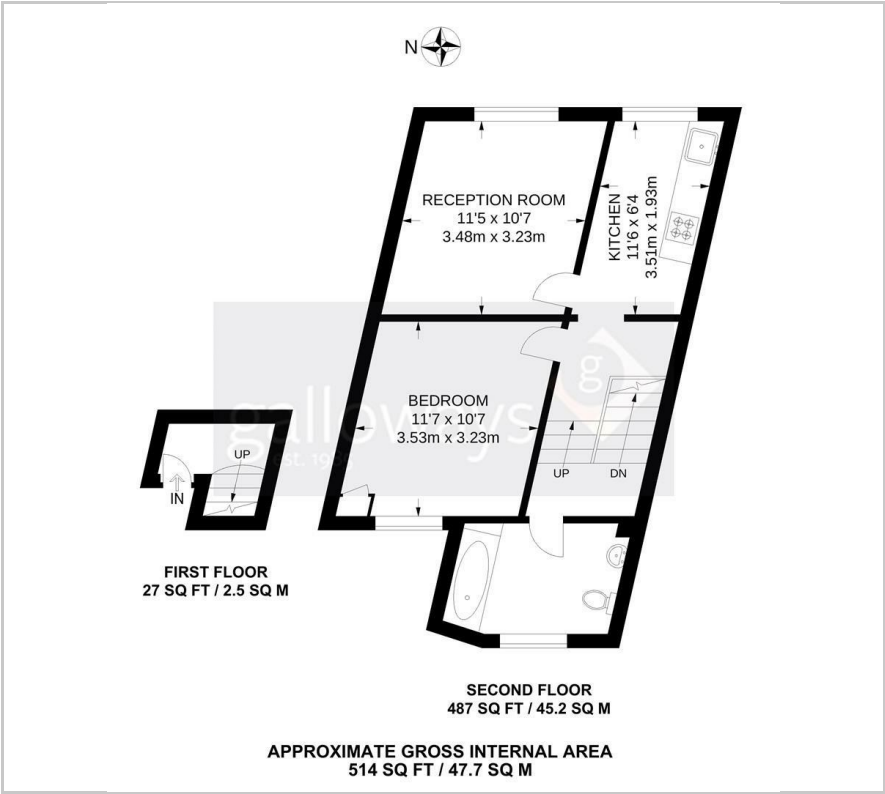 N
RECEPTION ROOM
11'5 x 10'7
3.48m x 3.23m
KITCHEN
11'6 x 6'4
3.51m x 1.93m
BEDROOM
11'7 x 10'7
3.53m x 3.23m
g
galloways
est. 1985
UP
DN
UP
IN
FIRST FLOOR
27 SQ FT / 2.5 SQ M
SECOND FLOOR
487 SQ FT / 45.2 SQ M
APPROXIMATE GROSS INTERNAL AREA
514 SQ FT / 47.7 SQ M